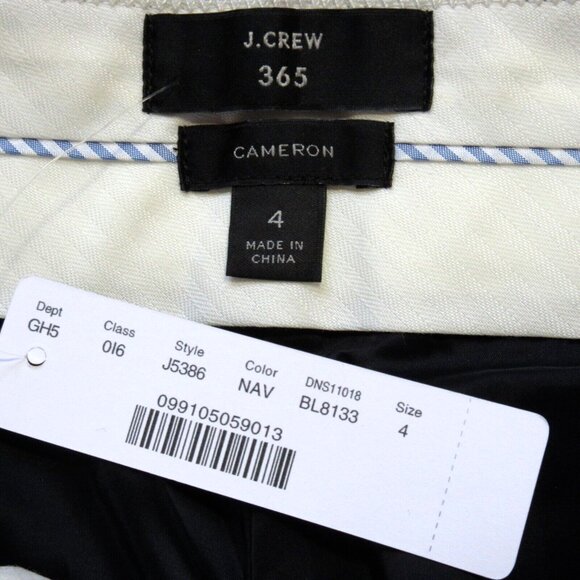 J.CREW
365
CAMERON
4
MADE IN
CHINA
Dept
GH5
Class
0I6
Style
J5386
Color
NAV
DNS11018
BL8133
Size
4
099105059013